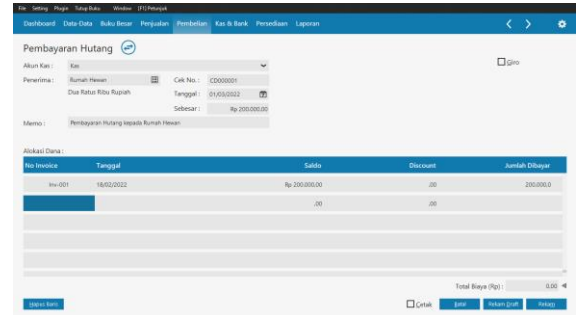 File Setting Plugin Tutup Buku Window [F1] Petunjuk
Dashboard Data-Data Buku Besar Penjualan Pembelian Kas & Bank Persediaan Laporan
Pembayaran Hutang
Akun Kas : Kas Giro
Penerima : Rumah Hewan Cek No. : CD000001
Dua Ratus Ribu Rupiah Tanggal : 01/03/2022
Sebesar : Rp 200.000,00
Memo : Pembayaran Hutang kepada Rumah Hewan
Alokasi Dana :
No Invoice Tanggal Saldo Discount Jumlah Dibayar
Inv-001 18/02/2022 Rp 200.000,00 ,00 200.000,0
,00 ,00
Total Biaya (Rp) : 0,00
Hapus Baris Cetak Batal Rekam Draft Rekam